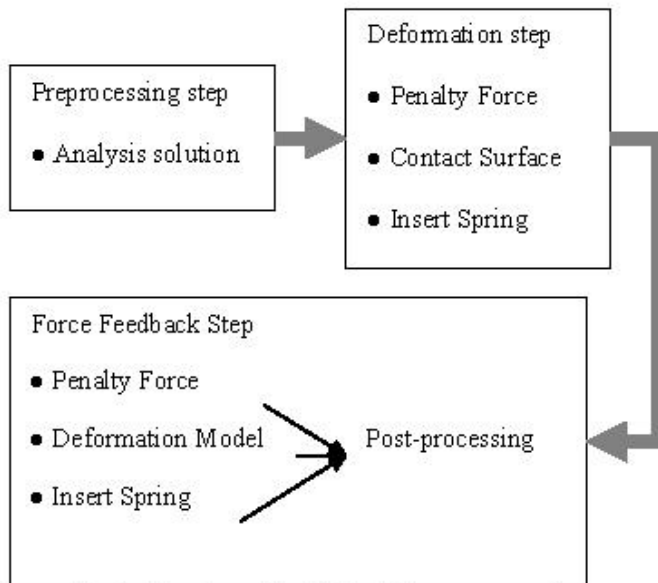 Preprocessing step
● Analysis solution
Deformation step
● Penalty Force
● Contact Surface
● Insert Spring
Force Feedback Step
● Penalty Force
● Deformation Model
● Insert Spring
Post-processing